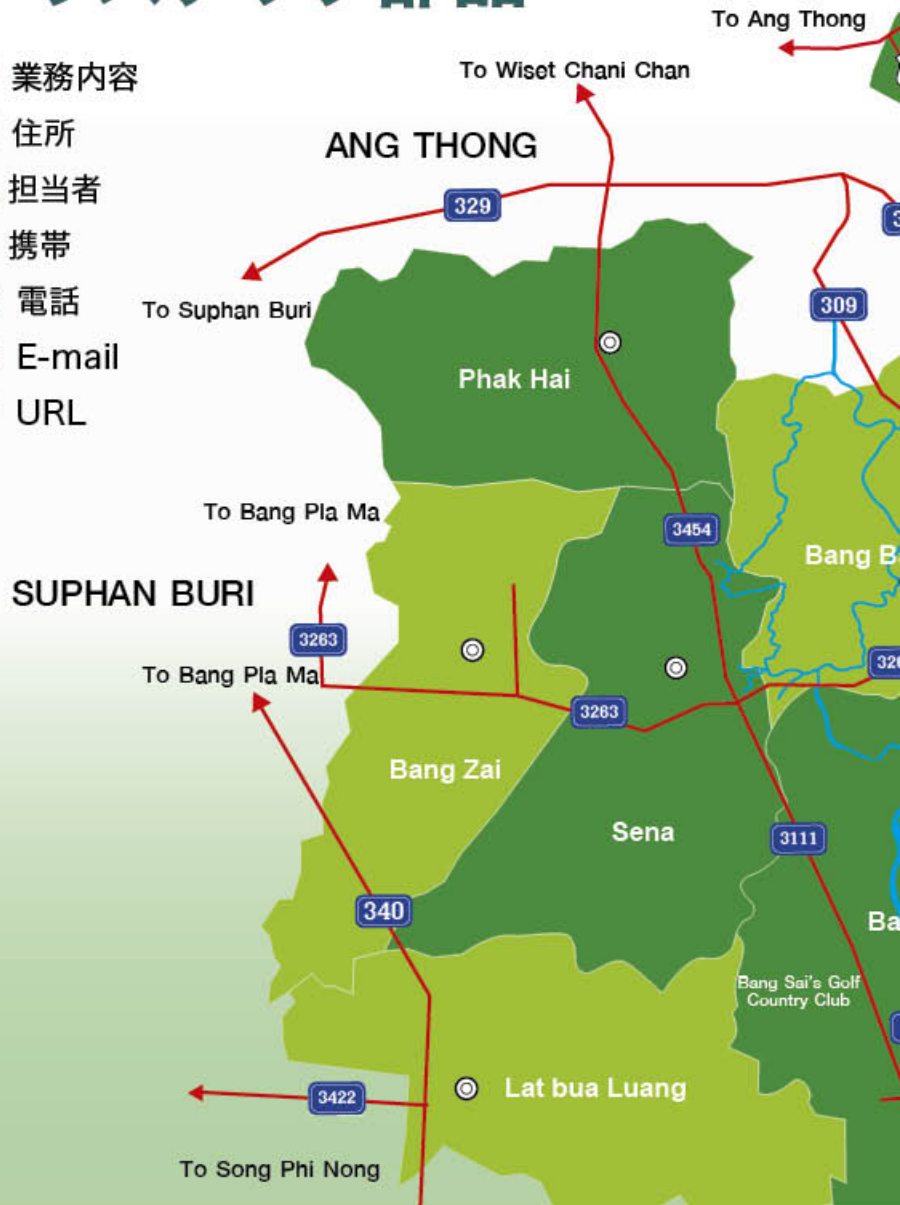 To Ang Thong
To Wiset Chani Chan
業務内容
住所
ANG THONG
担当者
329
携帯
電話
To Suphan Buri
309
E-mail
Phak Hai
URL
To Bang Pla Ma
3454
Bang B
SUPHAN BURI
3263
To Bang Pla Ma
3263
Bang Zai
Sena
3111
340
Ba
Bang Sai's Golf
Country Club
Lat bua Luang
3422
To Song Phi Nong